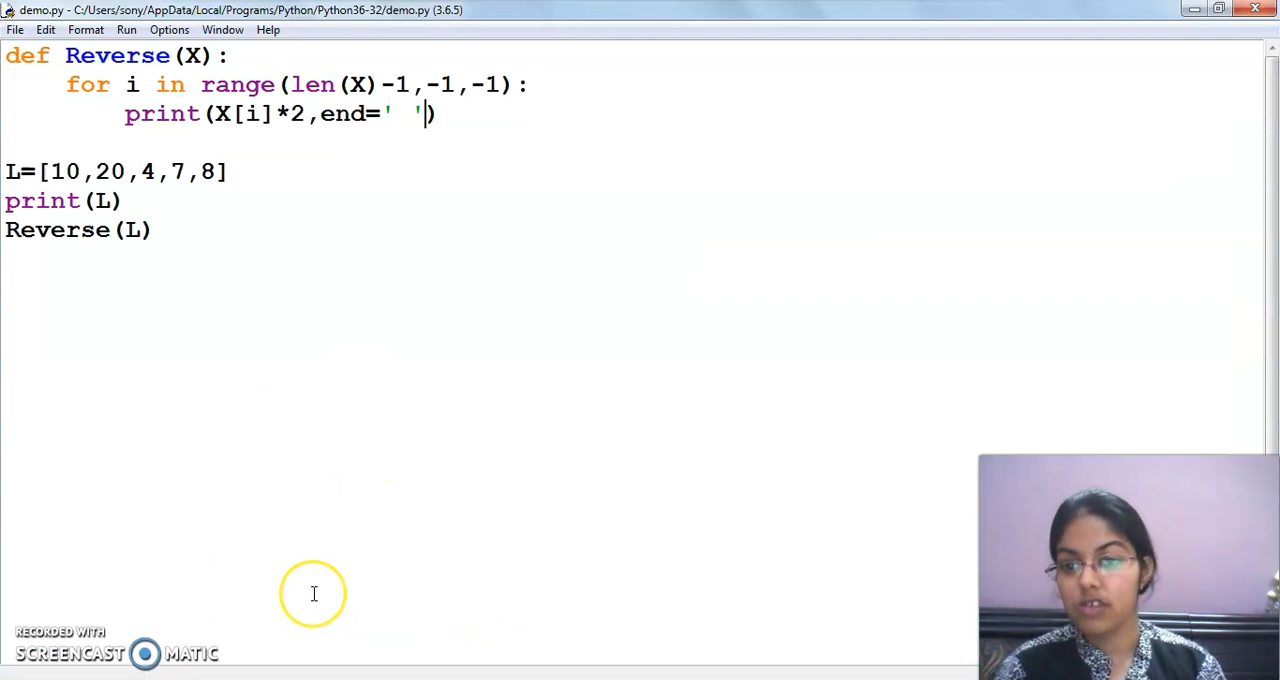 demo.py - C:/Users/sony/AppData/Local/Programs/Python/Python36-32/demo.py (3.6.5)
File Edit Format Run Options Window Help
def Reverse(X):
    for i in range(len(X)-1,-1,-1):
        print(X[i]*2,end=' ')
L=[10,20,4,7,8]
print(L)
Reverse(L)
RECORDED WITH
SCREENCAST MATIC